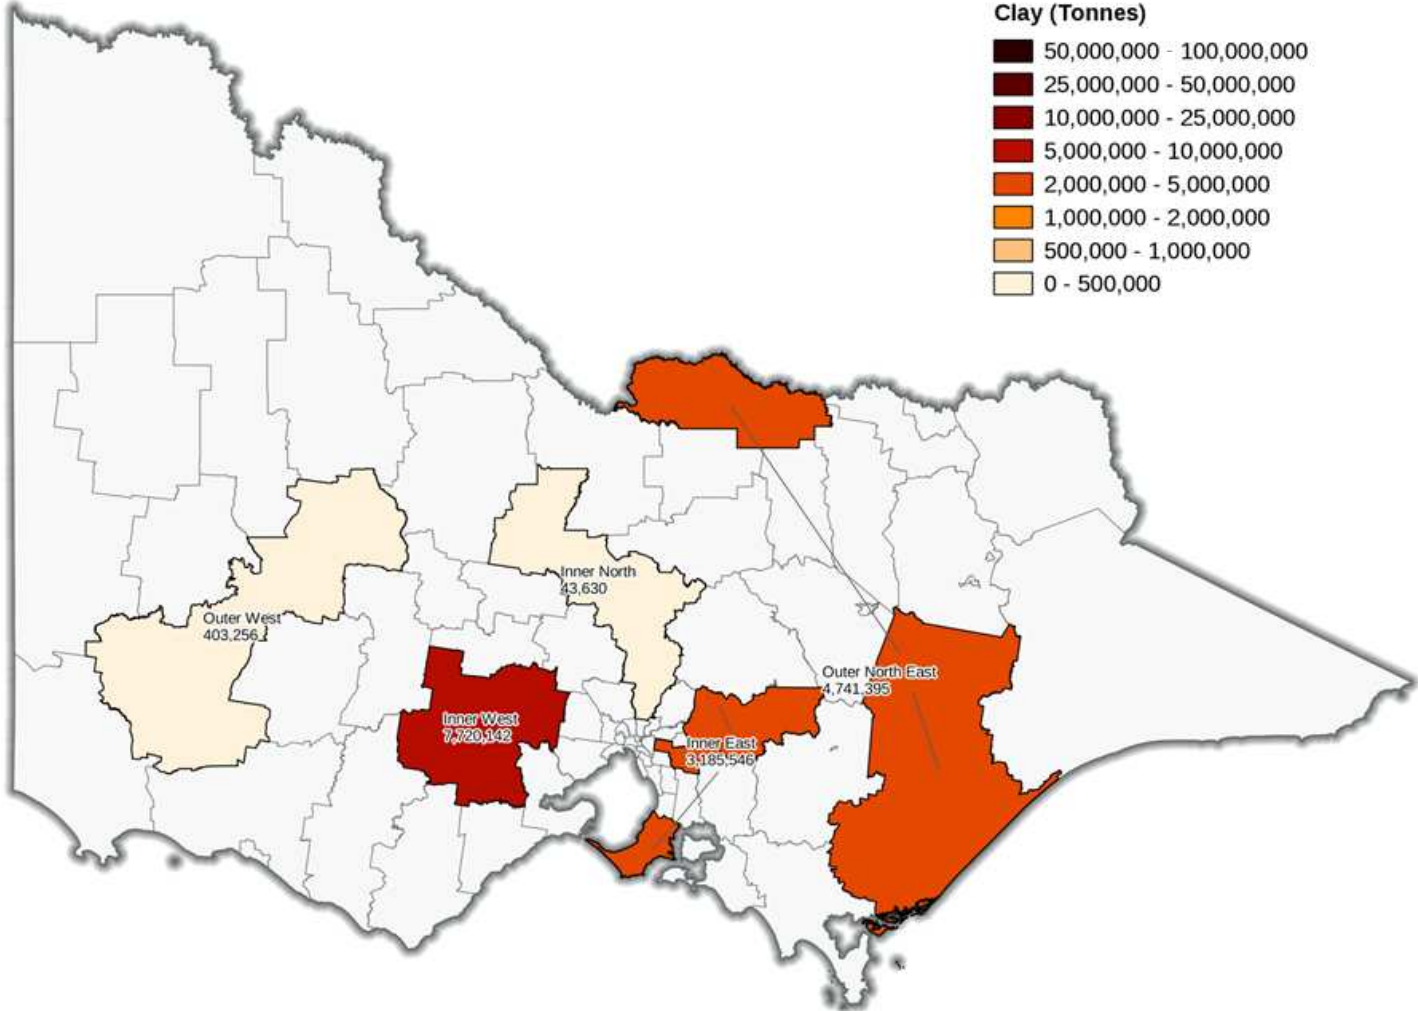 Clay (Tonnes)
50,000,000 - 100,000,000
25,000,000 - 50,000,000
10,000,000 - 25,000,000
5,000,000 - 10,000,000
2,000,000 - 5,000,000
1,000,000 - 2,000,000
500,000 - 1,000,000
0 - 500,000
Inner North
43,630
Outer West
403,256
Outer North East
4,741,395
Inner West
7,720,142
Inner East
3,185,546